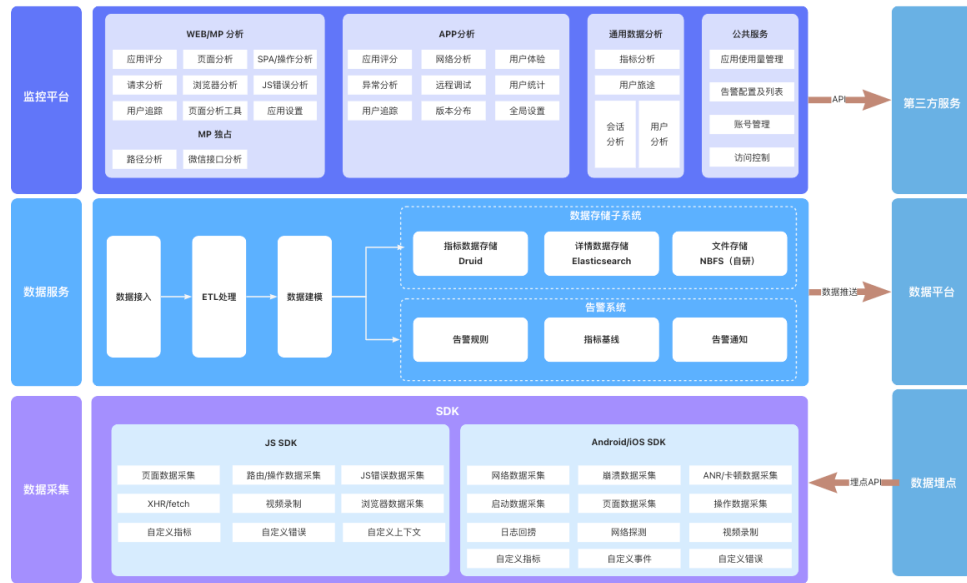 监控平台
WEB/MP 分析
应用评分
页面分析
SPA/操作分析
请求分析
浏览器分析
JS错误分析
用户追踪
页面分析工具
应用设置
MP 独占
路径分析
微信接口分析
APP分析
应用评分
网络分析
用户体验
异常分析
远程调试
用户统计
用户追踪
版本分布
全局设置
通用数据分析
指标分析
用户旅途
会话
分析
用户
分析
公共服务
应用使用量管理
告警配置及列表
账号管理
访问控制
API
第三方服务
数据服务
数据接入
ETL处理
数据建模
数据存储子系统
指标数据存储
Druid
详情数据存储
Elasticsearch
文件存储
NBFS（自研）
告警系统
告警规则
指标基线
告警通知
数据推送
数据平台
数据采集
SDK
JS SDK
页面数据采集
路由/操作数据采集
JS错误数据采集
XHR/fetch
视频录制
浏览器数据采集
自定义指标
自定义错误
自定义上下文
Android/iOS SDK
网络数据采集
崩溃数据采集
ANR/卡顿数据采集
启动数据采集
页面数据采集
操作数据采集
日志回捞
网络探测
视频录制
自定义指标
自定义事件
自定义错误
埋点API
数据埋点